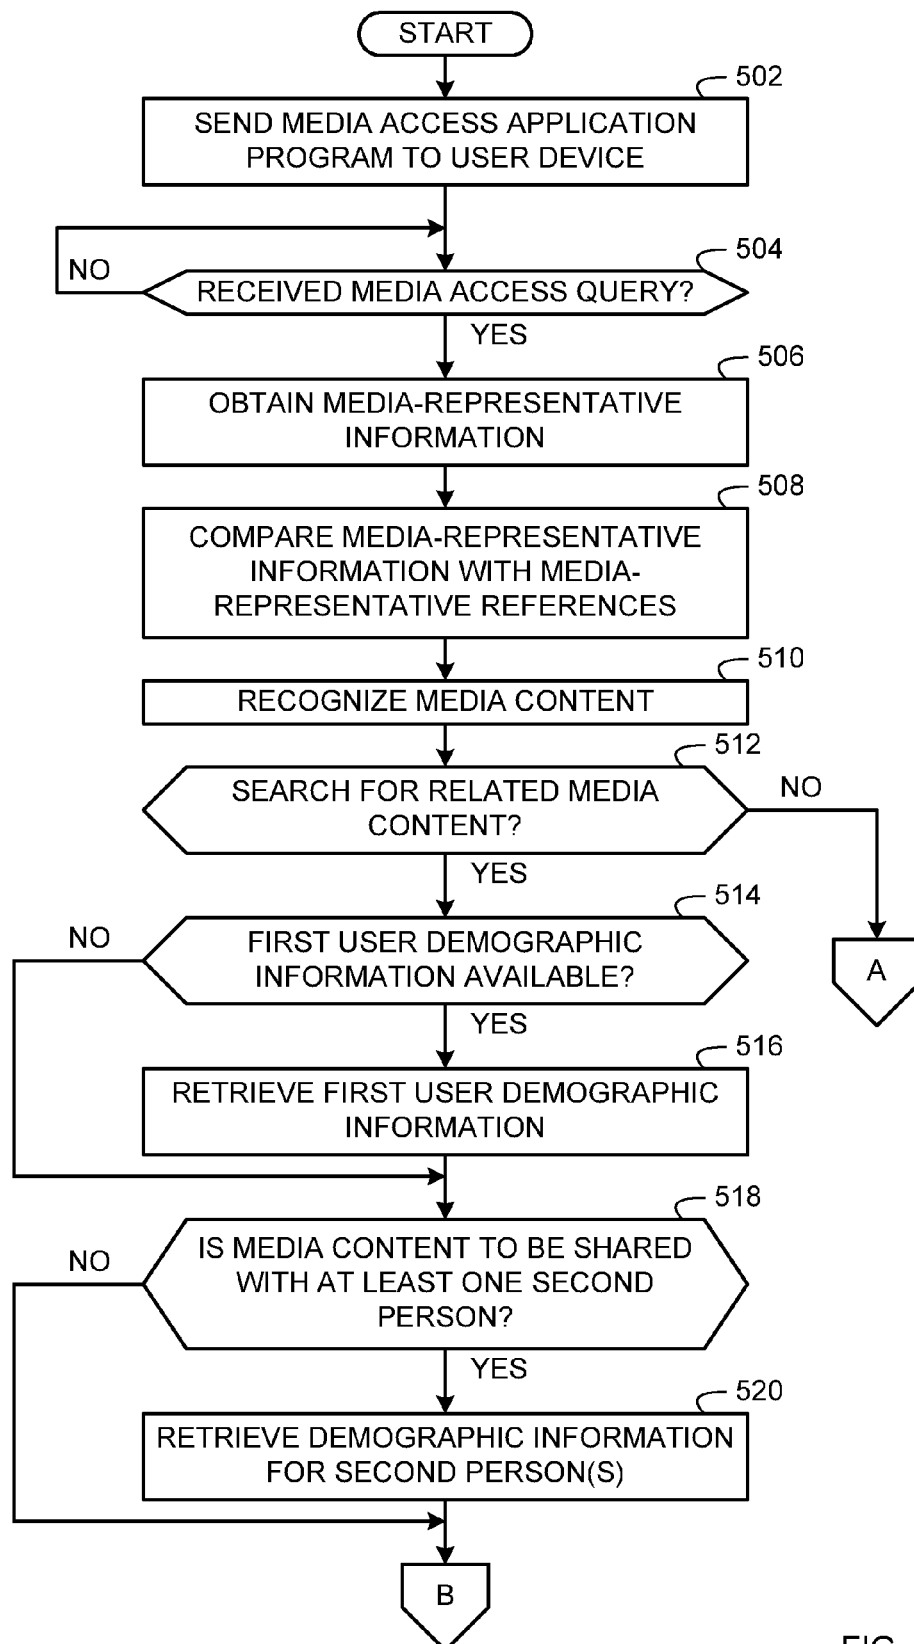 START
502
SEND MEDIA ACCESS APPLICATION
PROGRAM TO USER DEVICE
504
NO
RECEIVED MEDIA ACCESS QUERY?
YES
506
OBTAIN MEDIA-REPRESENTATIVE
INFORMATION
508
COMPARE MEDIA-REPRESENTATIVE
INFORMATION WITH MEDIA-
REPRESENTATIVE REFERENCES
510
RECOGNIZE MEDIA CONTENT
512
SEARCH FOR RELATED MEDIA
CONTENT?
NO
YES
514
NO
FIRST USER DEMOGRAPHIC
INFORMATION AVAILABLE?
A
YES
516
RETRIEVE FIRST USER DEMOGRAPHIC
INFORMATION
518
NO
IS MEDIA CONTENT TO BE SHARED
WITH AT LEAST ONE SECOND
PERSON?
YES
520
RETRIEVE DEMOGRAPHIC INFORMATION
FOR SECOND PERSON(S)
B